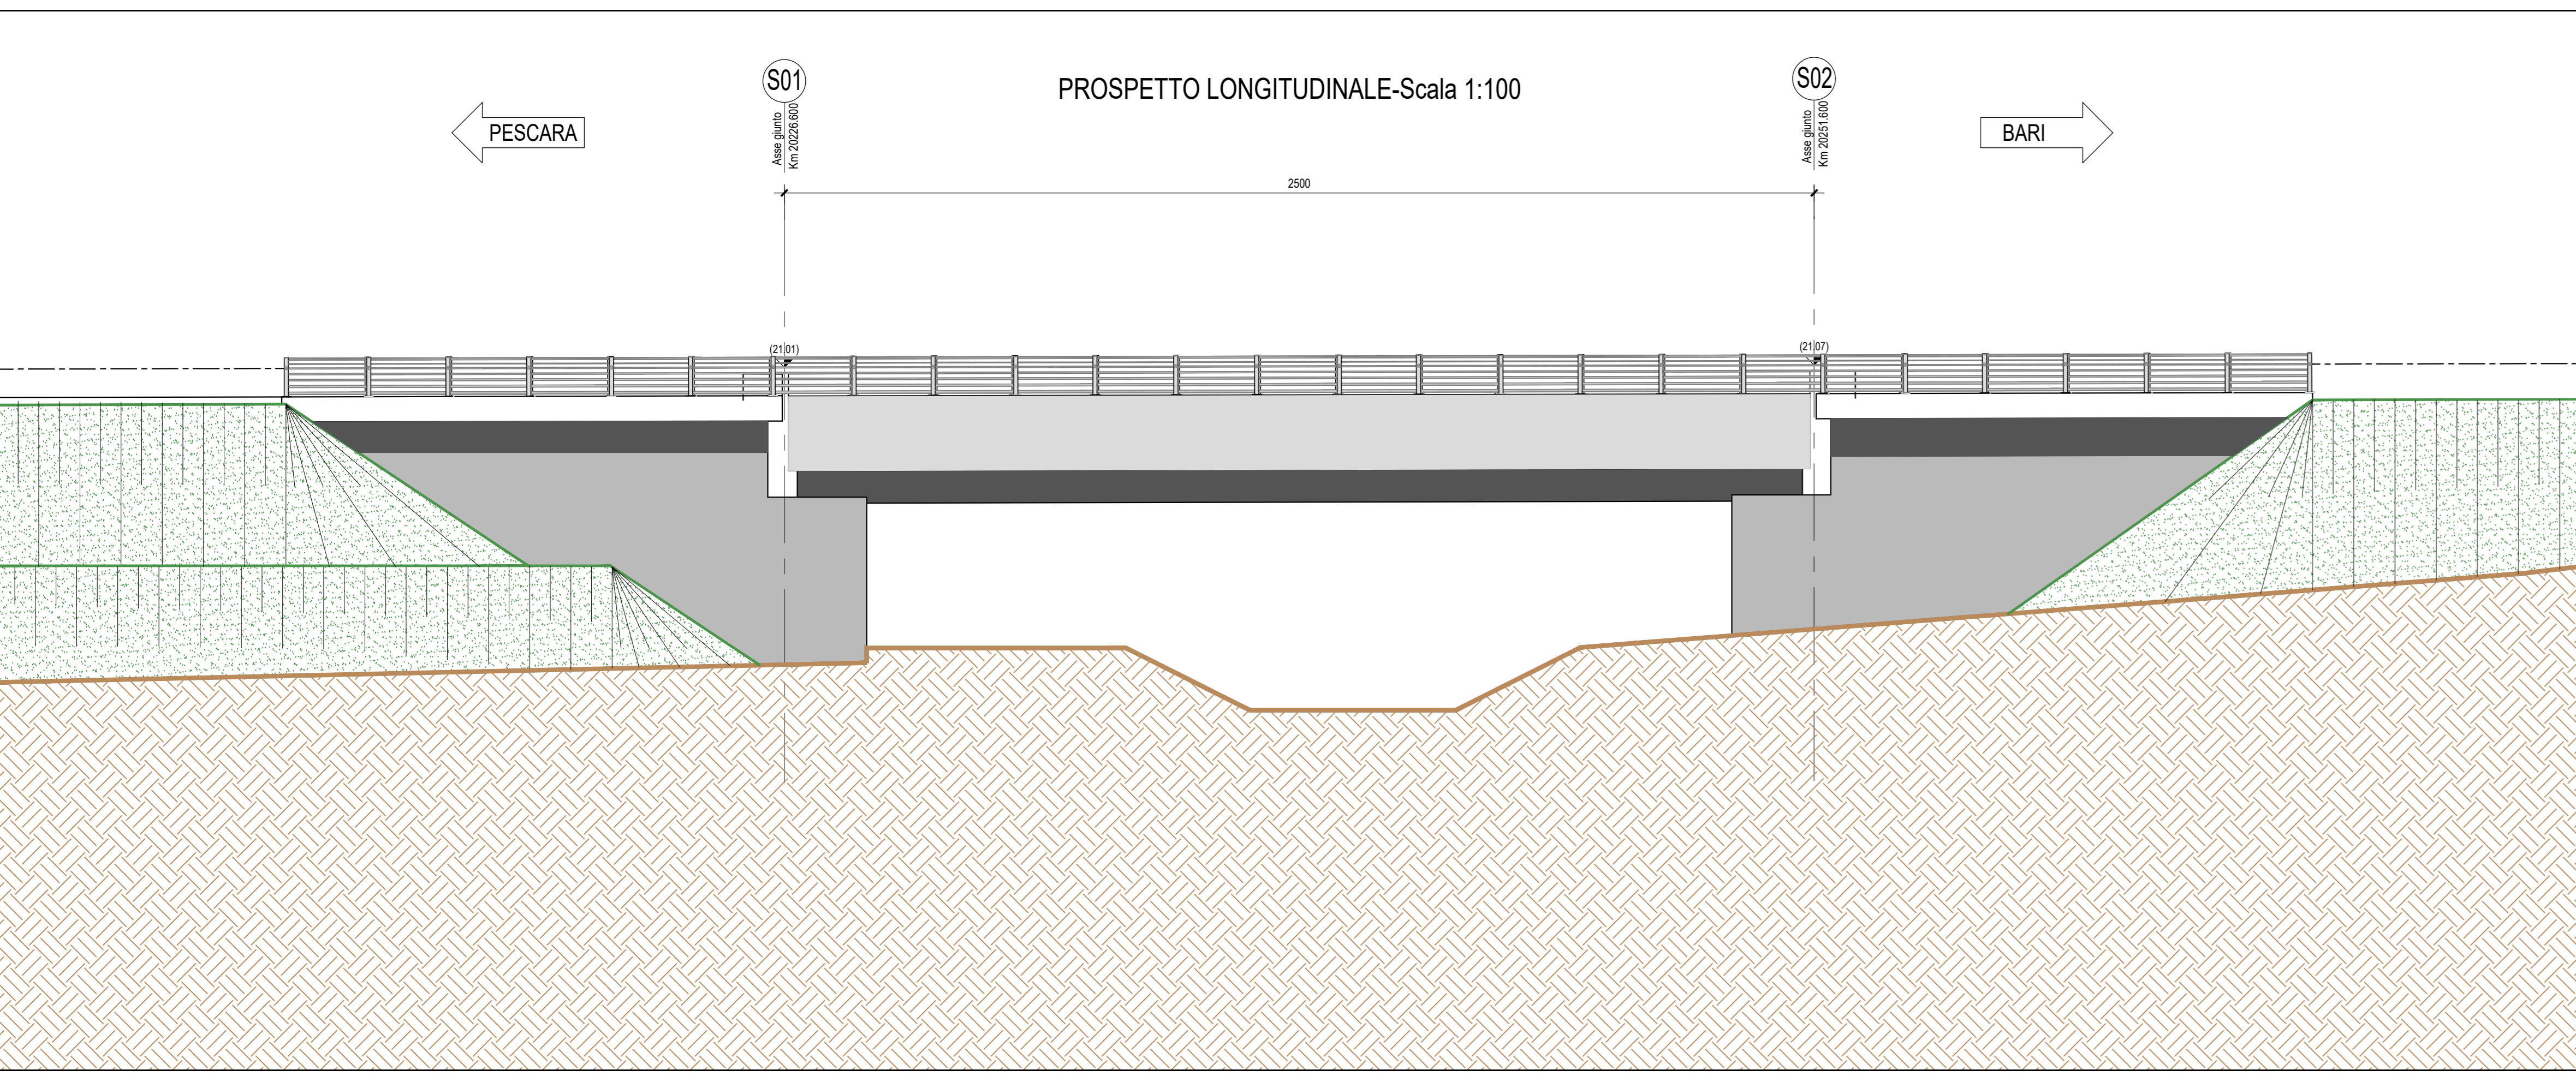 S01
PROSPETTO LONGITUDINALE-Scala 1:100
S02
Asse giunto
Km 20226.600
Asse giunto
Km 20251.600
PESCARA
BARI
2500
(21.01)
(21.07)